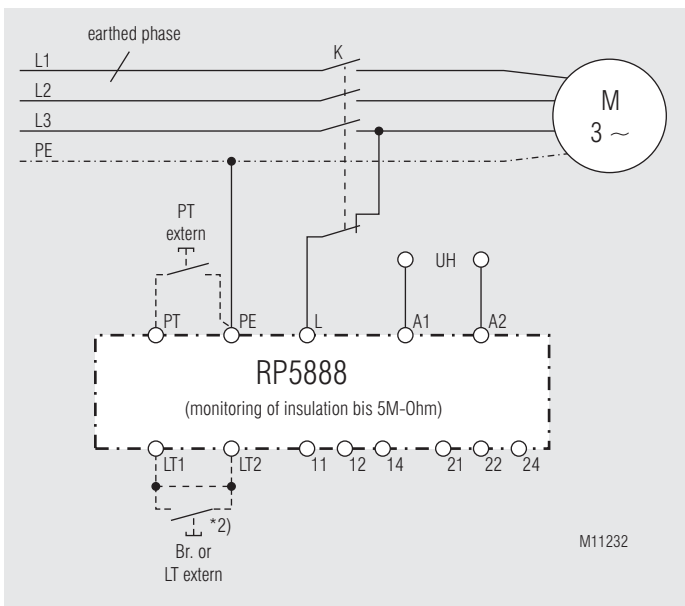 earthed phase
L1
K
L2
L3
PE
M
3 ~
PT
extern
UH
PT
PE
L
A1
A2
RP5888
(monitoring of insulation bis 5M-Ohm)
LT1
LT2
11
12
14
21
22
24
*2)
Br. or
LT extern
M11232